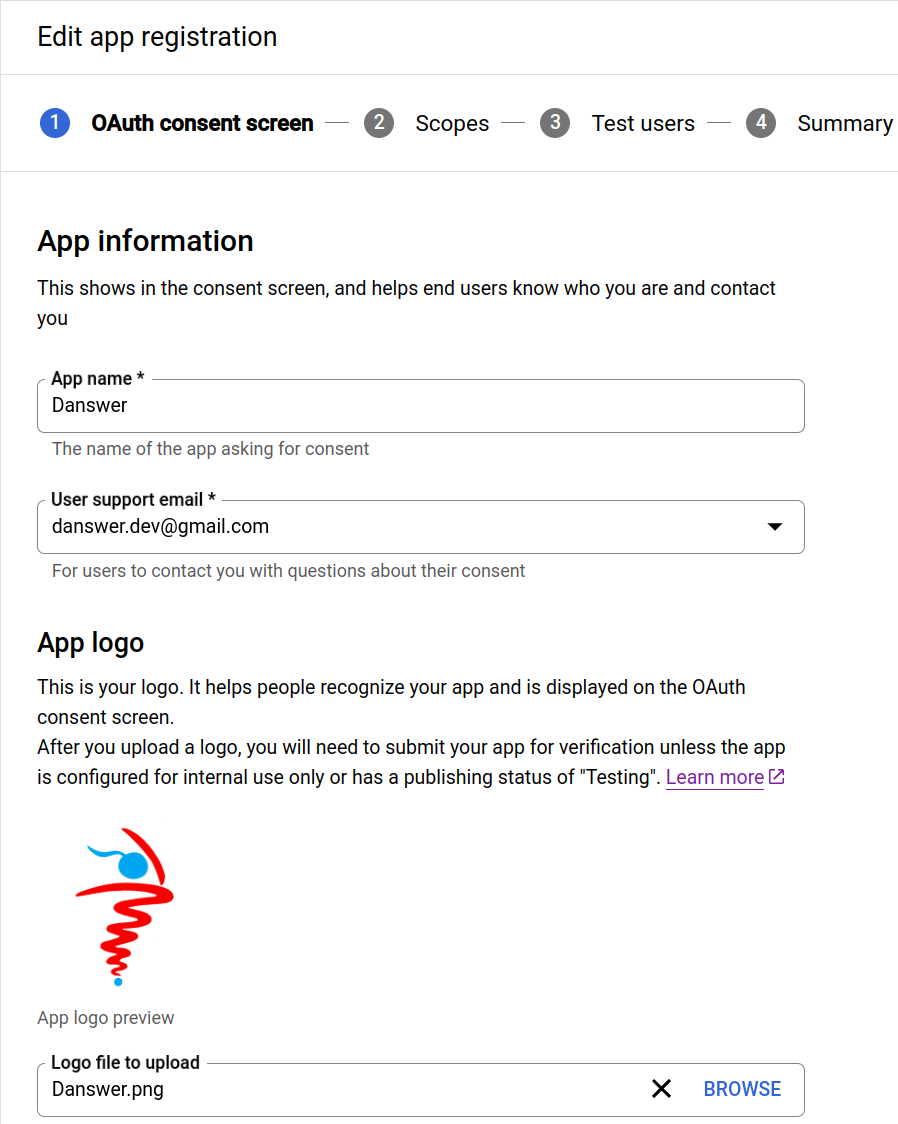 Edit app registration
1 OAuth consent screen 2 Scopes 3 Test users 4 Summary
App information
This shows in the consent screen, and helps end users know who you are and contact
you
App name *
Danswer
The name of the app asking for consent
User support email *
danswer.dev@gmail.com
For users to contact you with questions about their consent
App logo
This is your logo. It helps people recognize your app and is displayed on the OAuth
consent screen.
After you upload a logo, you will need to submit your app for verification unless the app
is configured for internal use only or has a publishing status of "Testing". Learn more
App logo preview
Logo file to upload
Danswer.png BROWSE